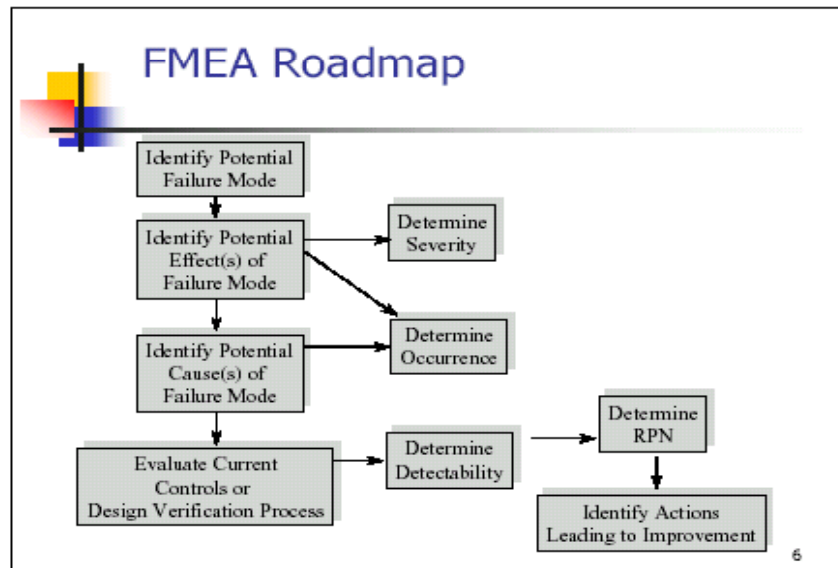 FMEA Roadmap
Identify Potential
Failure Mode
Identify Potential
Effect(s) of
Failure Mode
Determine
Severity
Identify Potential
Cause(s) of
Failure Mode
Determine
Occurrence
Evaluate Current
Controls or
Design Verification Process
Determine
Detectability
Determine
RPN
Identify Actions
Leading to Improvement
6